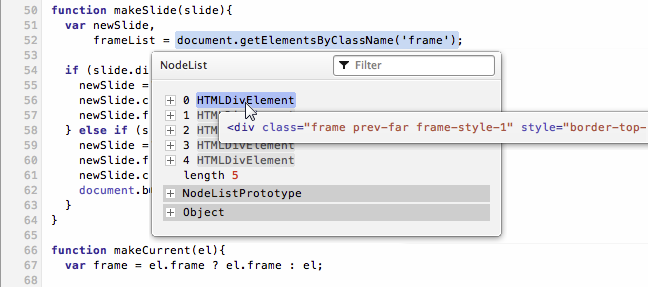 50 function makeSlide(slide){
51 var newSlide,
52 frameList = document.getElementsByClassName('frame');
53
NodeList Filter
54 if (slide.di
55 newSlide =
0 HTMLDivElement
56 newSlide.c
1
57 newSlide.f
<div class="frame prev-far frame-style-1" style="border-top-
58 } else if (s
2
59 newSlide =
3 HTMLDivElement
60 newSlide.f
4 HTMLDivElement
61 newSlide.c
length 5
62 document.bu
NodeListPrototype
63 }
Object
64 }
65
66 function makeCurrent(el){
67 var frame = el.frame ? el.frame : el;
68